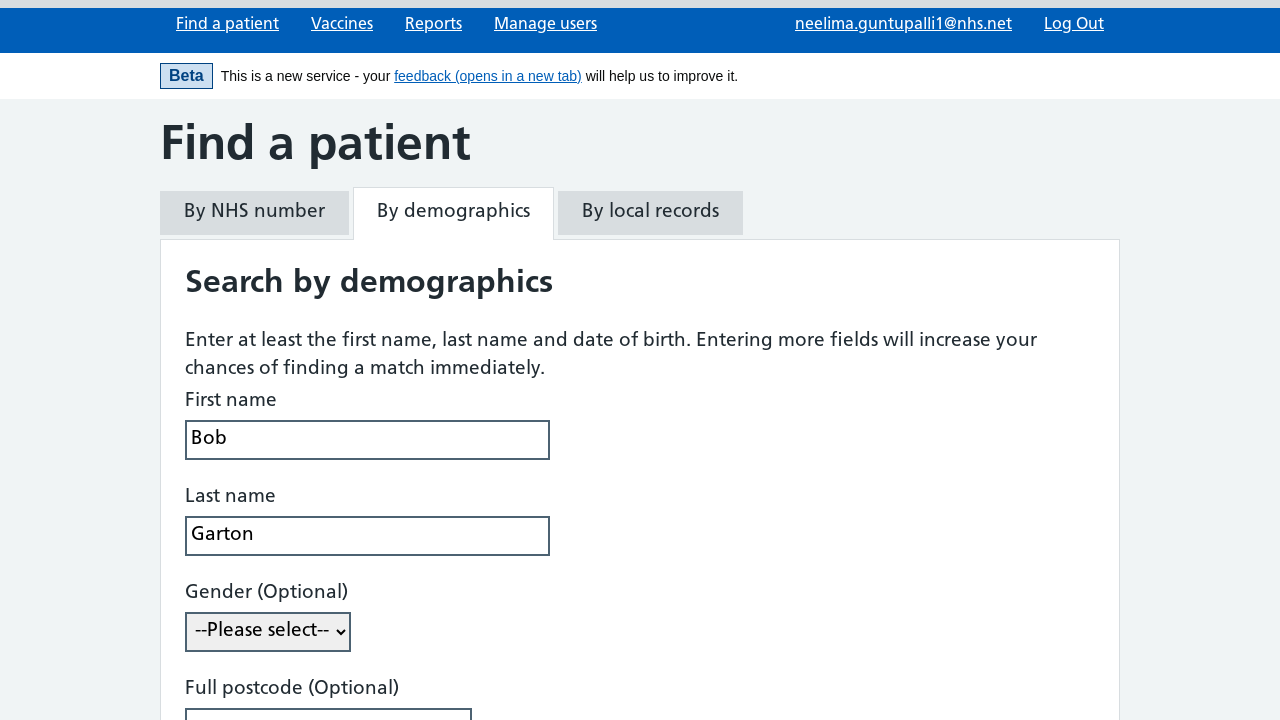 Find a patient Vaccines Reports Manage users neelima.guntupalli1@nhs.net Log Out
Beta This is a new service - your feedback (opens in a new tab) will help us to improve it.
Find a patient
By NHS number By demographics By local records
Search by demographics
Enter at least the first name, last name and date of birth. Entering more fields will increase your
chances of finding a match immediately.
First name
Bob
Last name
Garton
Gender (Optional)
--Please select--
Full postcode (Optional)